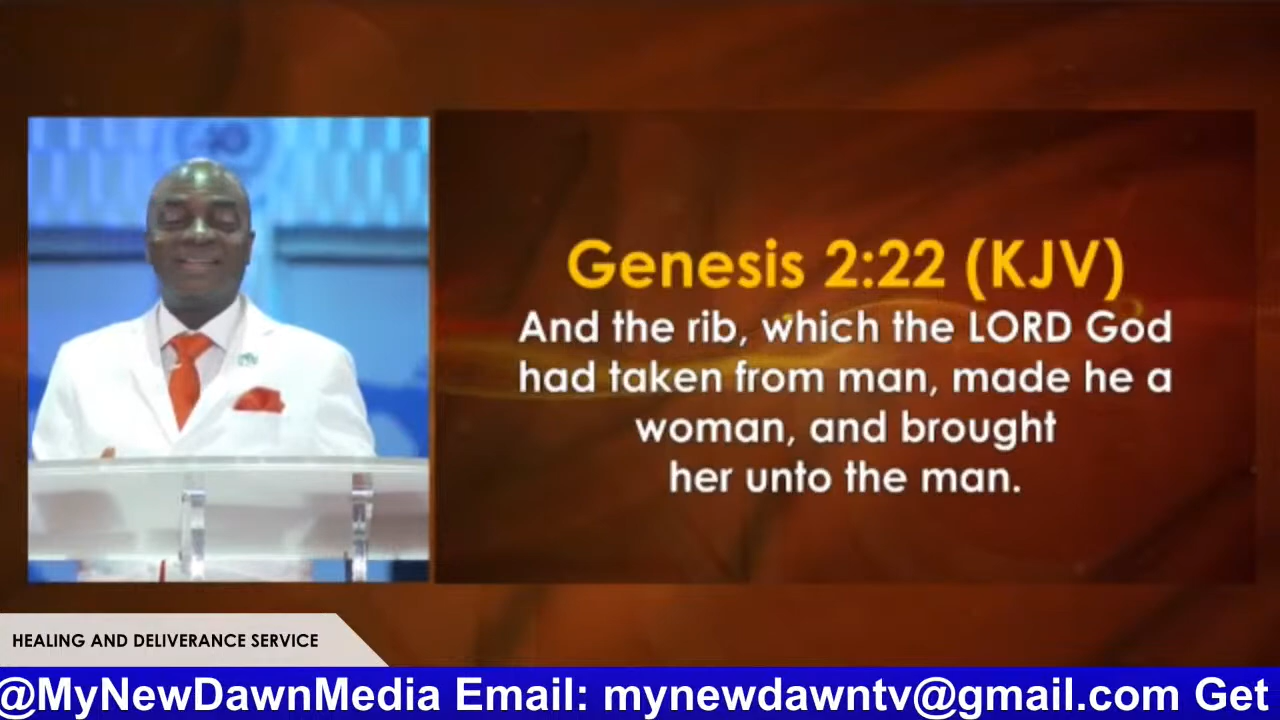 Genesis 2:22 (KJV)
And the rib, which the LORD God
had taken from man, made he a
woman, and brought
her unto the man.
HEALING AND DELIVERANCE SERVICE
@MyNewDawnMedia Email: mynewdawntv@gmail.com Get